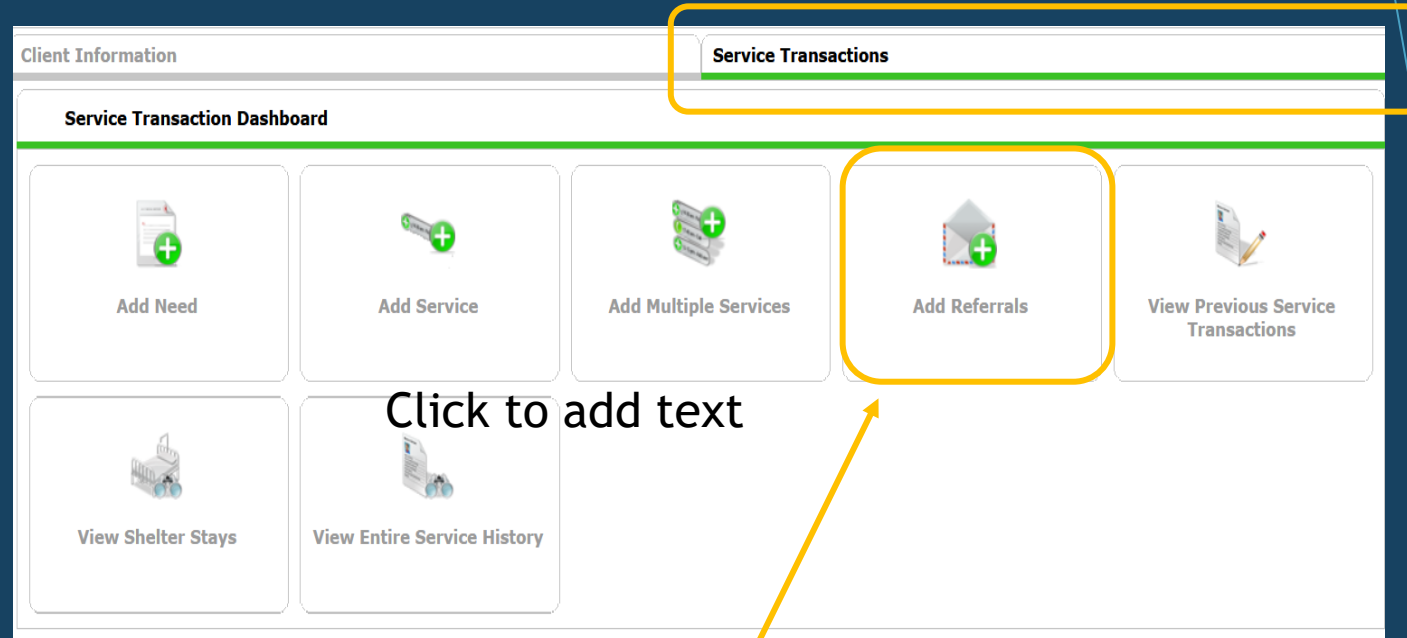 Client Information
Service Transactions
Service Transaction Dashboard
Add Need
Add Service
Add Multiple Services
Add Referrals
View Previous Service
Transactions
Click to add text
View Shelter Stays
View Entire Service History